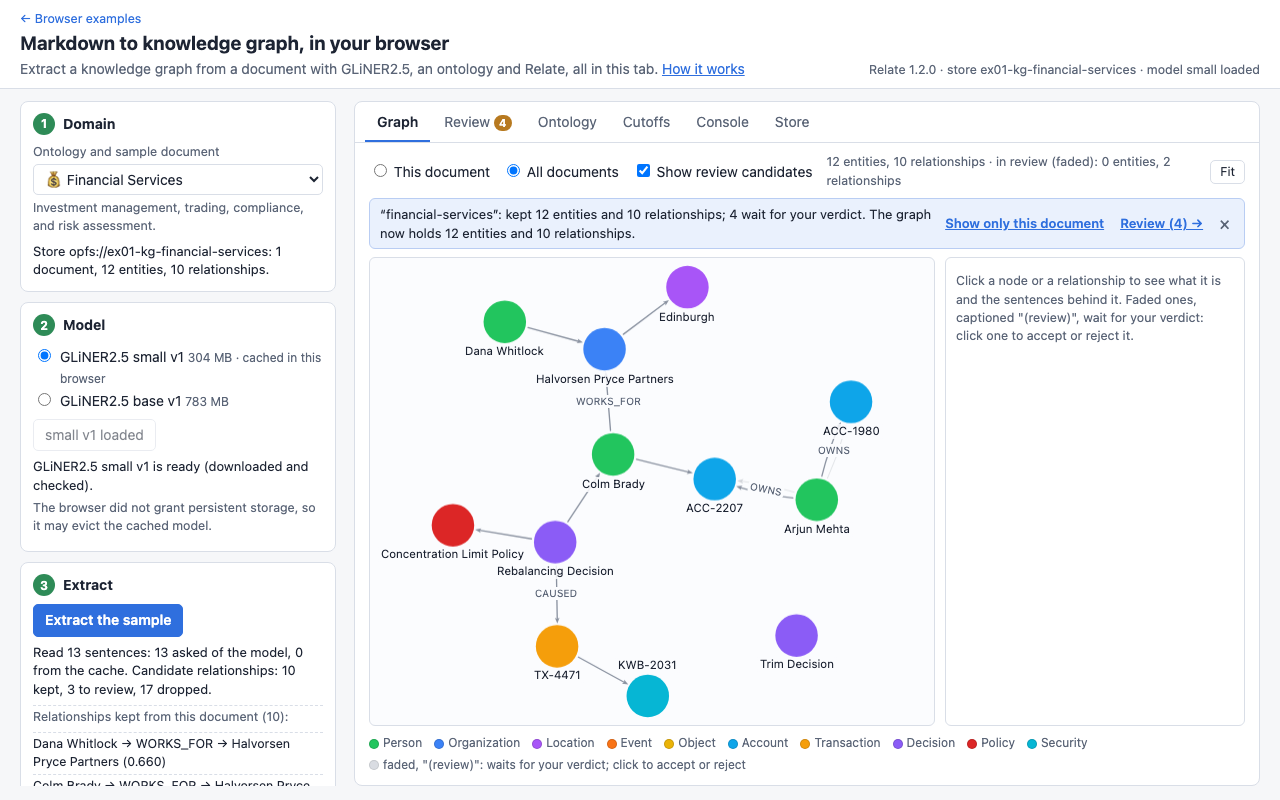 ← Browser examples
Markdown to knowledge graph, in your browser
Extract a knowledge graph from a document with GLiNER2.5, an ontology and Relate, all in this tab. How it works
Relate 1.2.0 · store ex01-kg-financial-services · model small loaded
1 Domain
Ontology and sample document
💰 Financial Services
Investment management, trading, compliance,
and risk assessment.
Store opfs://ex01-kg-financial-services: 1
document, 12 entities, 10 relationships.
2 Model
GLiNER2.5 small v1 304 MB · cached in this
browser
GLiNER2.5 base v1 783 MB
small v1 loaded
GLiNER2.5 small v1 is ready (downloaded and
checked).
The browser did not grant persistent storage, so
it may evict the cached model.
3 Extract
Extract the sample
Read 13 sentences: 13 asked of the model, 0
from the cache. Candidate relationships: 10
kept, 3 to review, 17 dropped.
Relationships kept from this document (10):
Dana Whitlock → WORKS_FOR → Halvorsen
Pryce Partners (0.660)
Colm Brady → WORKS_FOR → Halvorsen Pryce
Graph Review 4 Ontology Cutoffs Console Store
This document All documents Show review candidates
12 entities, 10 relationships · in review (faded): 0 entities, 2
relationships
Fit
“financial-services”: kept 12 entities and 10 relationships; 4 wait for your verdict. The graph
now holds 12 entities and 10 relationships.
Show only this document Review (4) → ×
Edinburgh
Dana Whitlock
Halvorsen Pryce Partners
WORKS_FOR
ACC-1980
OWNS
Colm Brady
OWNS
ACC-2207
Arjun Mehta
Concentration Limit Policy
Rebalancing Decision
CAUSED
Trim Decision
KWB-2031
TX-4471
Click a node or a relationship to see what it is
and the sentences behind it. Faded ones,
captioned "(review)", wait for your verdict:
click one to accept or reject it.
Person Organization Location Event Object Account Transaction Decision Policy Security
faded, "(review)": waits for your verdict; click to accept or reject